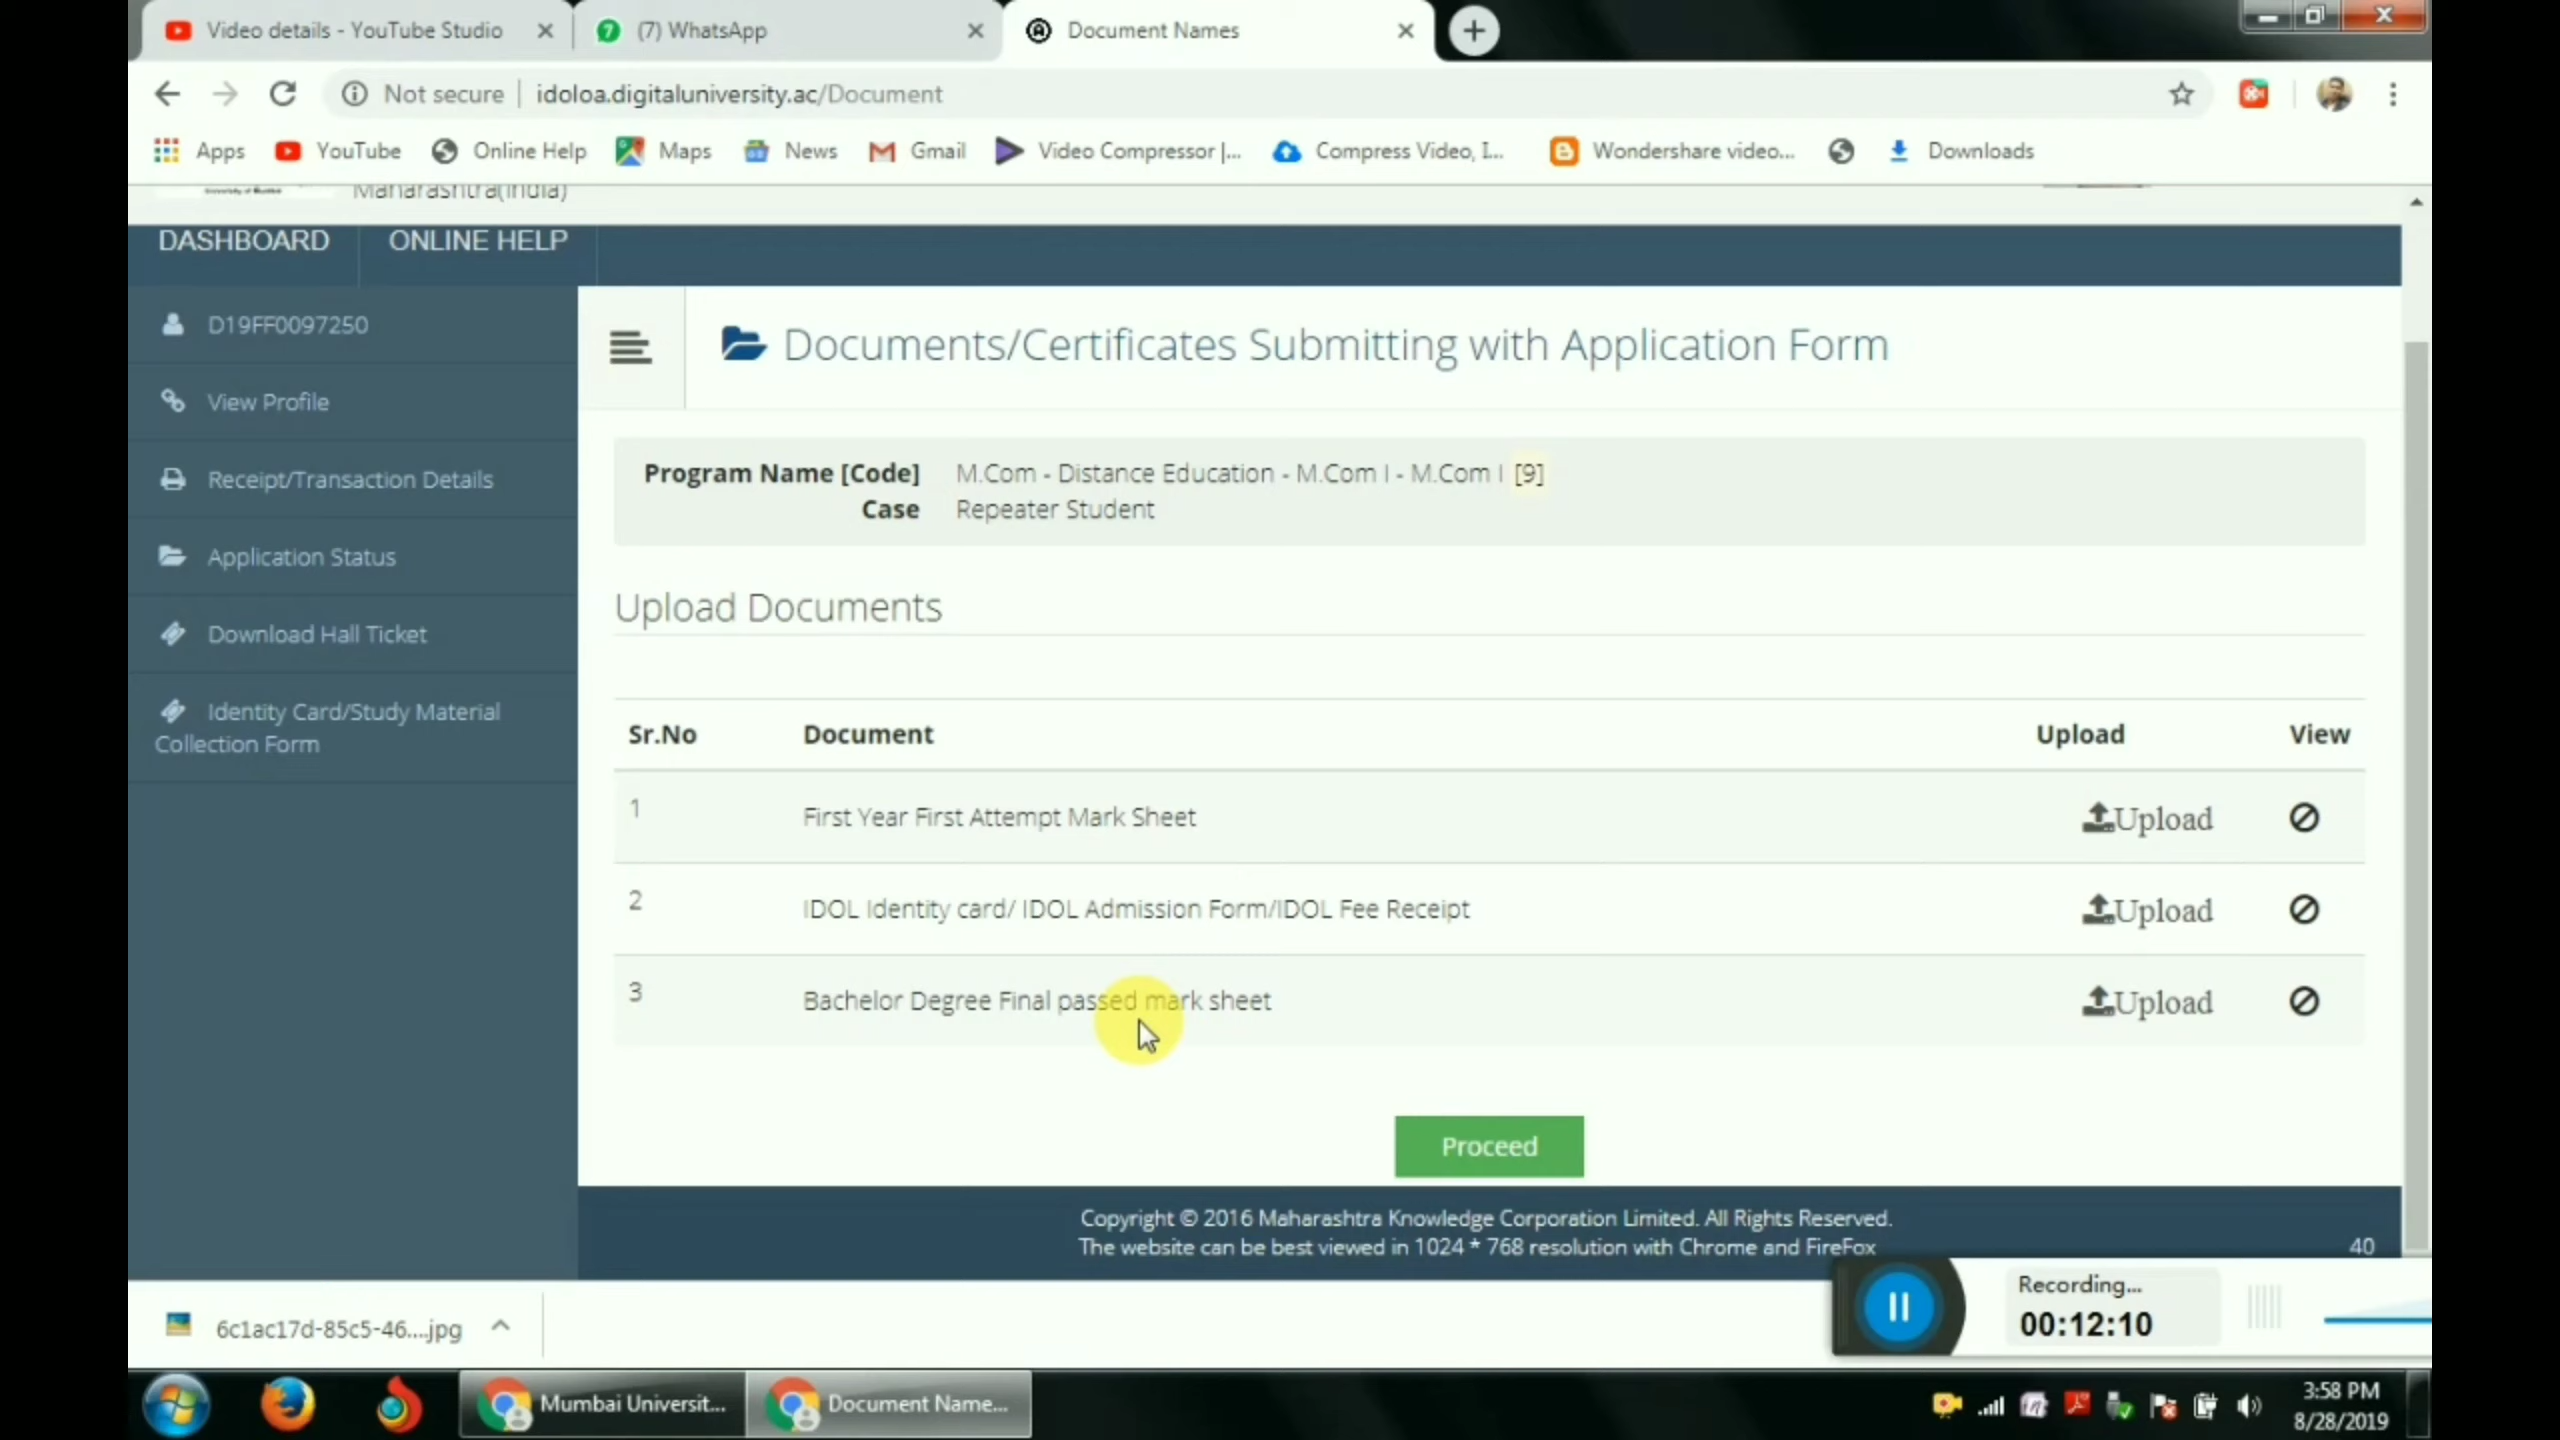 Video details - YouTube Studio
(7) WhatsApp
Document Names
Not secure
idoloa.digitaluniversity.ac/Document
Apps
YouTube
Online Help
Maps
News
Gmail
Video Compressor |...
Compress Video, I...
Wondershare video...
Downloads
Maharashtra(India)
DASHBOARD
ONLINE HELP
D19FF0097250
View Profile
Receipt/Transaction Details
Application Status
Download Hall Ticket
Identity Card/Study Material
Collection Form
Documents/Certificates Submitting with Application Form
Program Name [Code] M.Com - Distance Education - M.Com I - M.Com I [9]
Case Repeater Student
Upload Documents
Sr.No Document Upload View
1 First Year First Attempt Mark Sheet Upload
2 IDOL Identity card/ IDOL Admission Form/IDOL Fee Receipt Upload
3 Bachelor Degree Final passed mark sheet Upload
Proceed
Copyright © 2016 Maharashtra Knowledge Corporation Limited. All Rights Reserved.
The website can be best viewed in 1024 * 768 resolution with Chrome and FireFox
40
Recording...
00:12:10
6c1ac17d-85c5-46....jpg
Mumbai Universit...
Document Name...
3:58 PM
8/28/2019